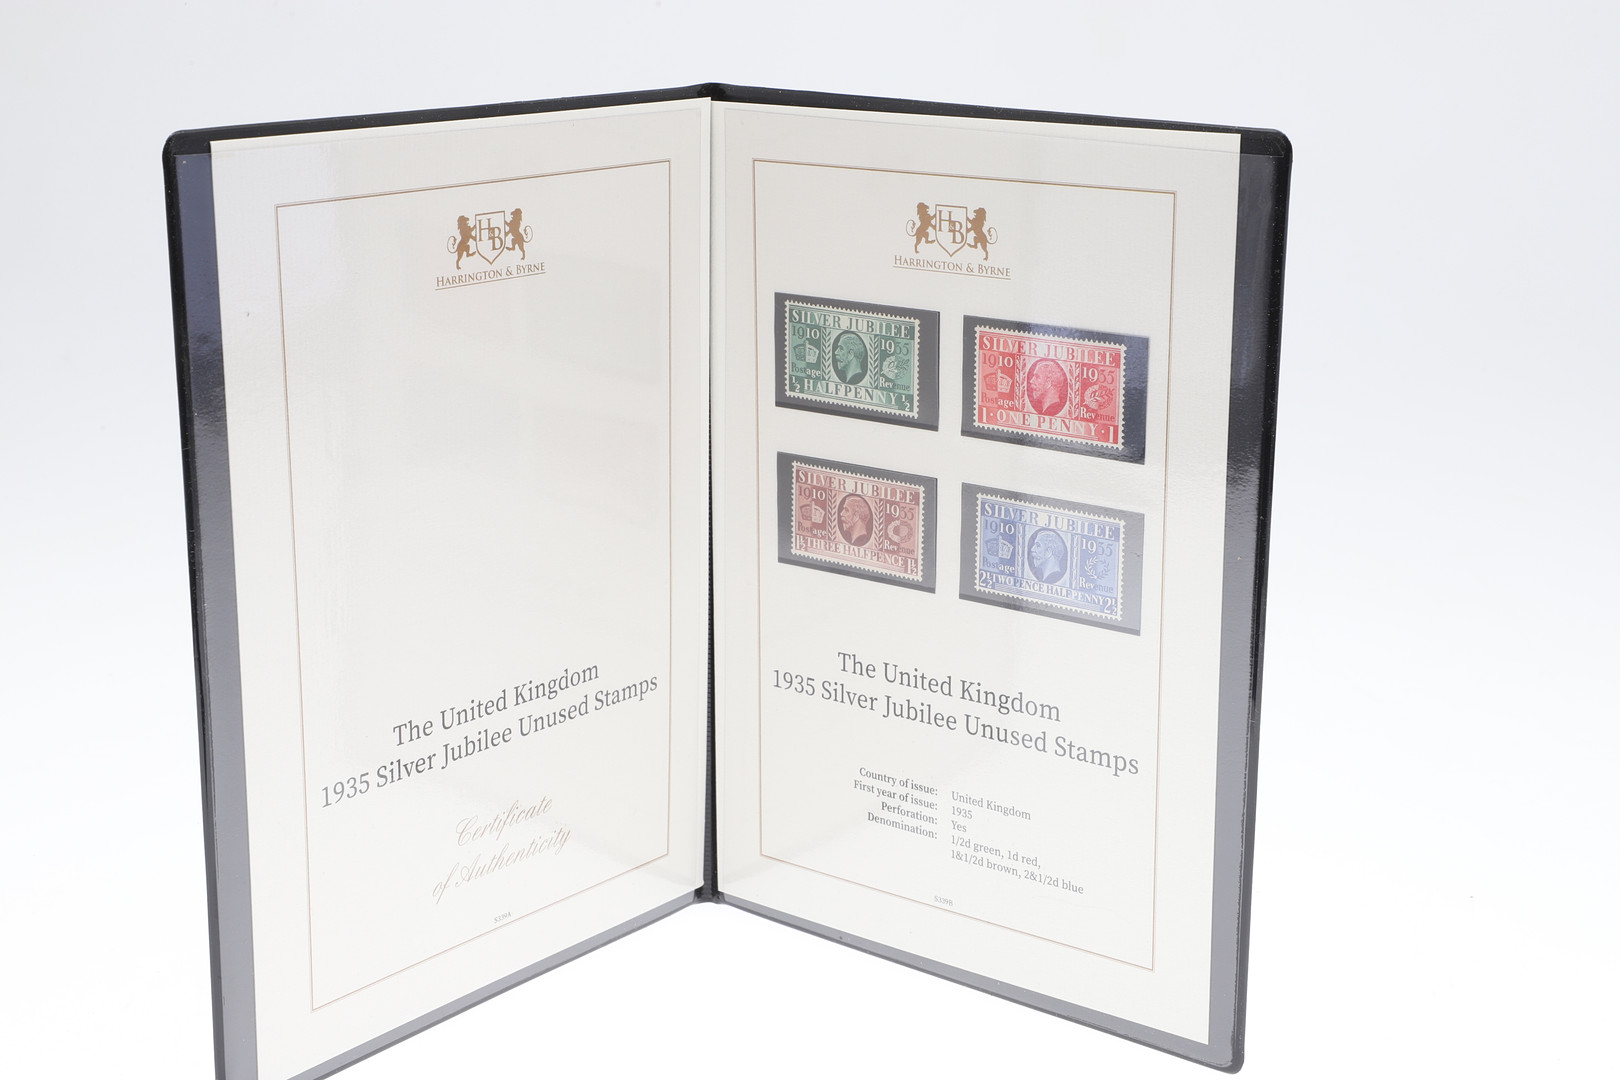 HB
HARRINGTON & BYRNE
The United Kingdom
1935 Silver Jubilee Unused Stamps
Certificate
of Authenticity
S339A
HB
HARRINGTON & BYRNE
SILVER JUBILEE
1910 1935
Postage Revenue
½ HALFPENNY ½
SILVER JUBILEE
1910 1935
Postage Revenue
1·ONE PENNY·1
SILVER JUBILEE
1910 1935
Postage Revenue
1½ THREE HALFPENCE 1½
SILVER JUBILEE
1910 1935
Postage Revenue
2½ TWOPENCE HALFPENNY 2½
The United Kingdom
1935 Silver Jubilee Unused Stamps
Country of issue: United Kingdom
First year of issue: 1935
Perforation: Yes
Denomination: 1/2d green, 1d red,
1&1/2d brown, 2&1/2d blue
S339B